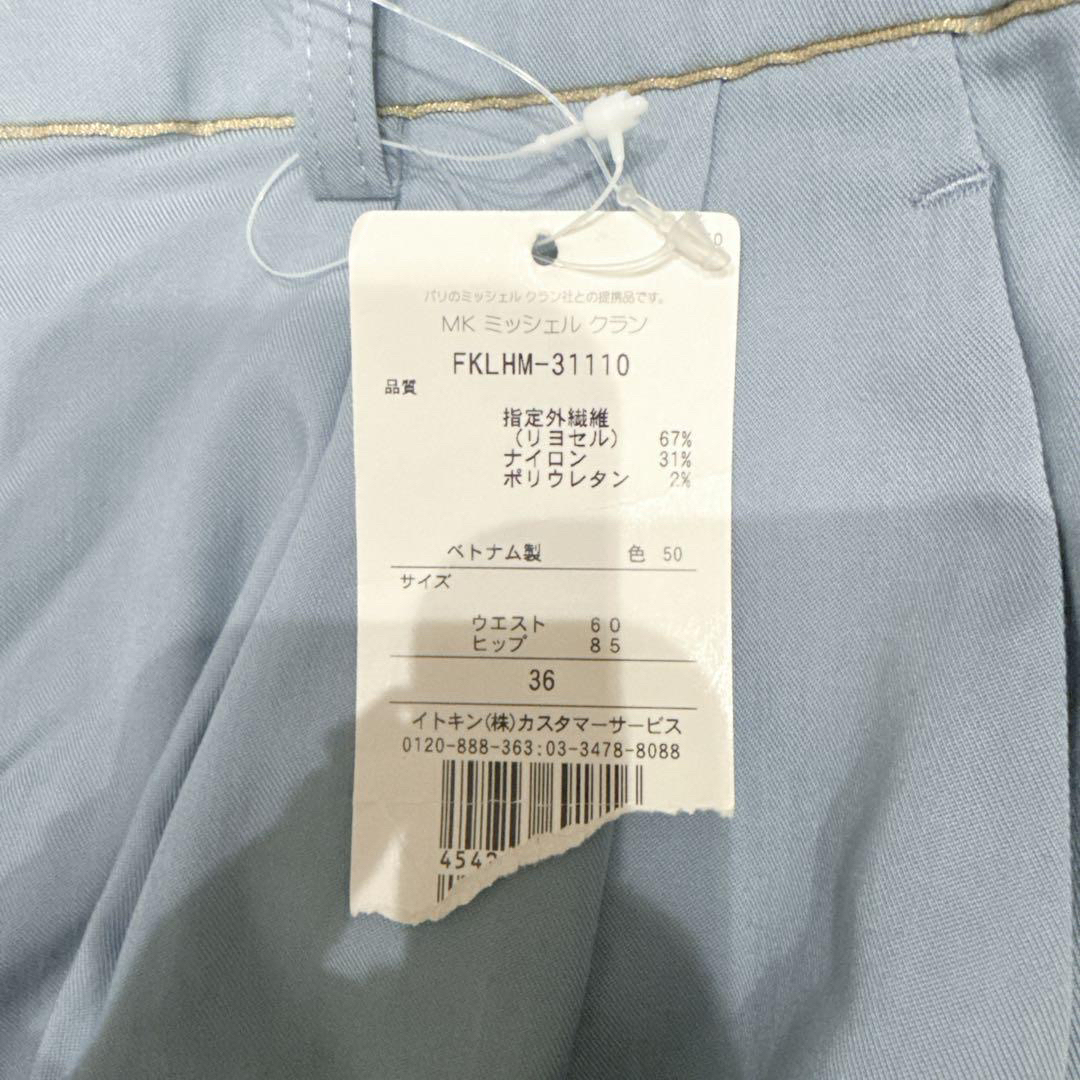 パリのミッシェル クラン社との提携品です。
MK ミッシェル クラン
FKLHM-31110
品質
指定外繊維
(リヨセル) 67%
ナイロン 31%
ポリウレタン 2%
ベトナム製 色 50
サイズ
ウエスト 60
ヒップ 85
36
イトキン(株)カスタマーサービス
0120-888-363:03-3478-8088